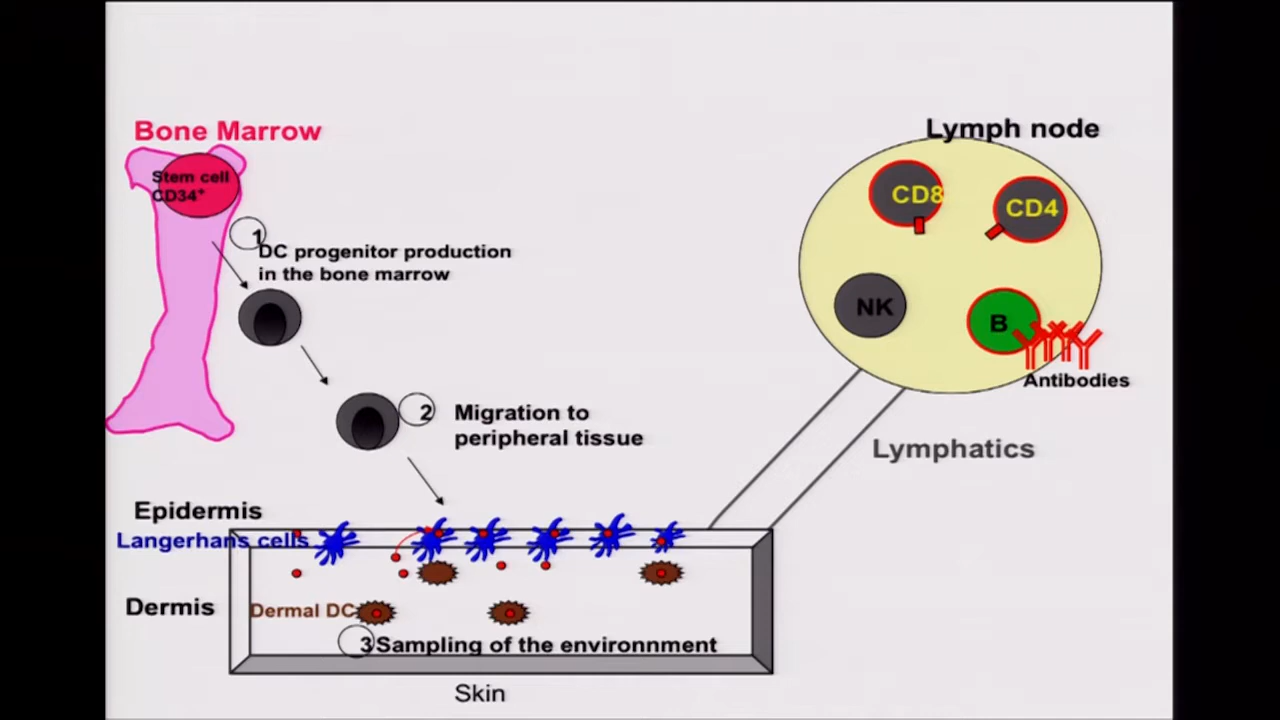 Bone Marrow
Stem cell
CD34+
1
DC progenitor production
in the bone marrow
2
Migration to
peripheral tissue
Epidermis
Langerhans cells
Dermis
Dermal DC
3 Sampling of the environnment
Skin
Lymph node
CD8
CD4
NK
B
Antibodies
Lymphatics